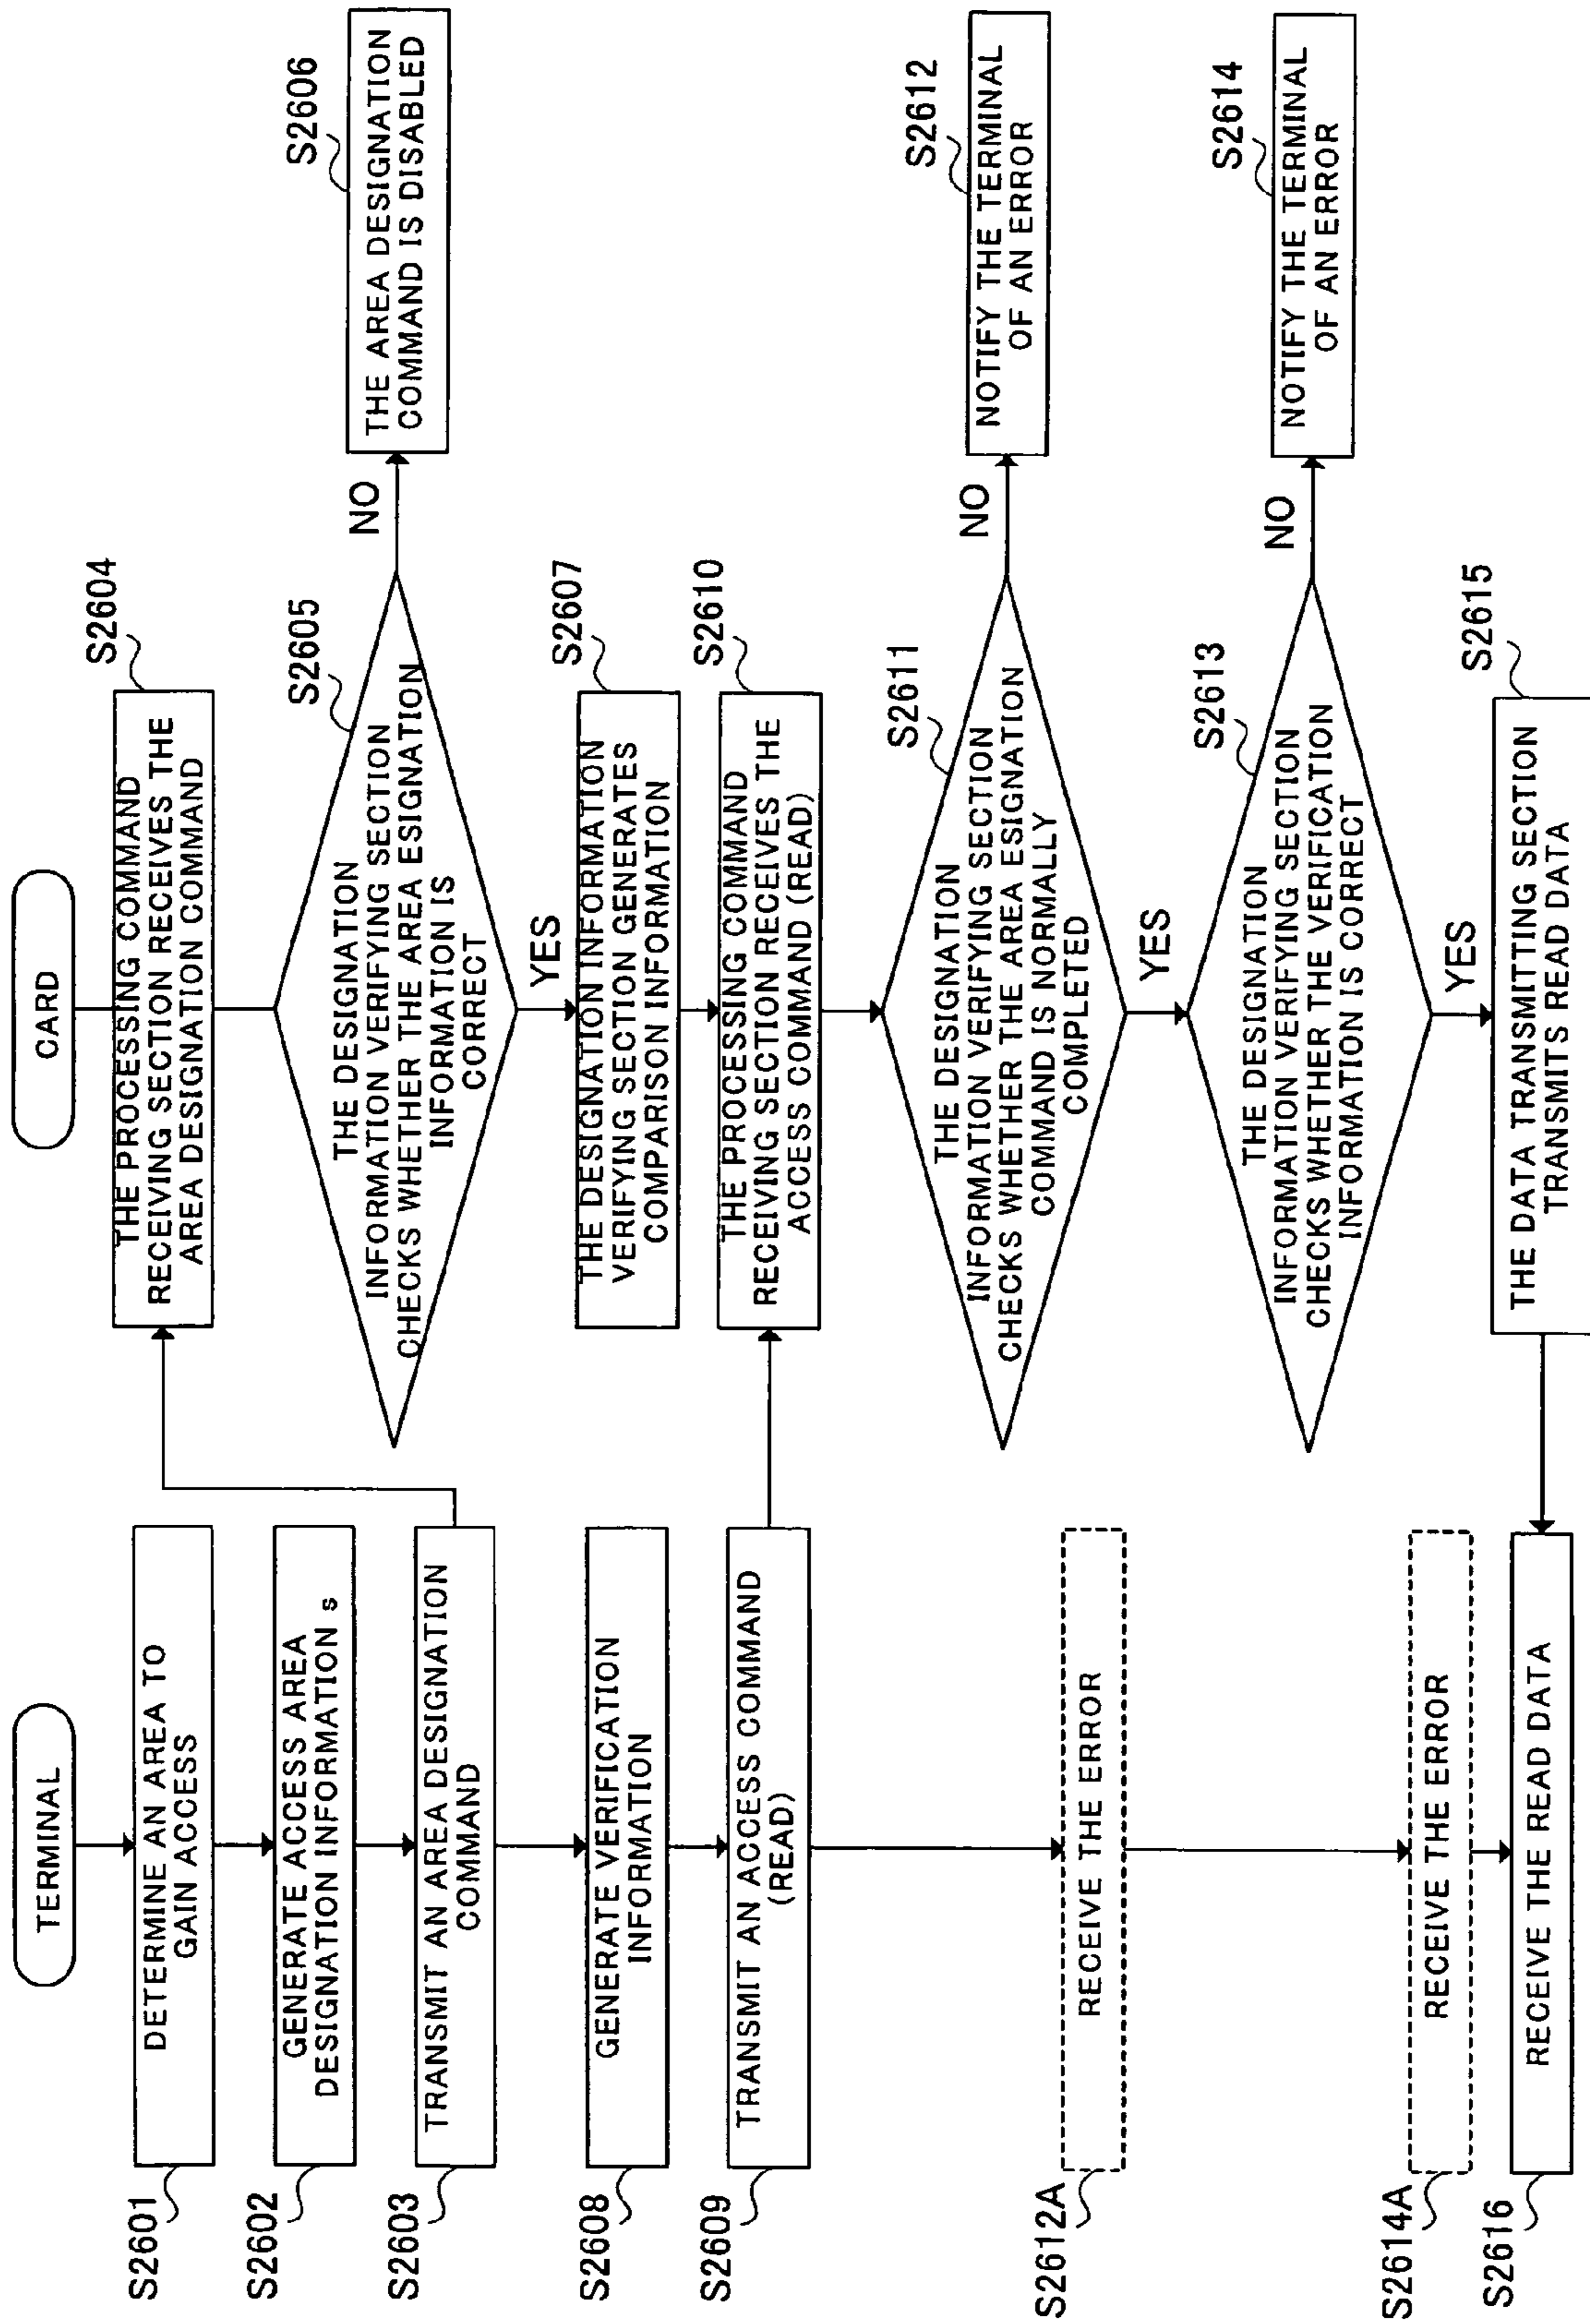 TERMINAL
S2601
DETERMINE AN AREA TO
GAIN ACCESS
S2602
GENERATE ACCESS AREA
DESIGNATION INFORMATION s
S2603
TRANSMIT AN AREA DESIGNATION
COMMAND
S2608
GENERATE VERIFICATION
INFORMATION
S2609
TRANSMIT AN ACCESS COMMAND
(READ)
S2612A
RECEIVE THE ERROR
S2614A
RECEIVE THE ERROR
S2616
RECEIVE THE READ DATA
CARD
S2604
THE PROCESSING COMMAND
RECEIVING SECTION RECEIVES THE
AREA DESIGNATION COMMAND
S2605
THE DESIGNATION
INFORMATION VERIFYING SECTION
CHECKS WHETHER THE AREA ESIGNATION
INFORMATION IS
CORRECT
NO
S2606
THE AREA DESIGNATION
COMMAND IS DISABLED
YES
S2607
THE DESIGNATION INFORMATION
VERIFYING SECTION GENERATES
COMPARISON INFORMATION
S2610
THE PROCESSING COMMAND
RECEIVING SECTION RECEIVES THE
ACCESS COMMAND (READ)
S2611
THE DESIGNATION
INFORMATION VERIFYING SECTION
CHECKS WHETHER THE AREA ESIGNATION
COMMAND IS NORMALLY
COMPLETED
NO
S2612
NOTIFY THE TERMINAL
OF AN ERROR
YES
S2613
THE DESIGNATION
INFORMATION VERIFYING SECTION
CHECKS WHETHER THE VERIFICATION
INFORMATION IS CORRECT
NO
S2614
NOTIFY THE TERMINAL
OF AN ERROR
YES
S2615
THE DATA TRANSMITTING SECTION
TRANSMITS READ DATA